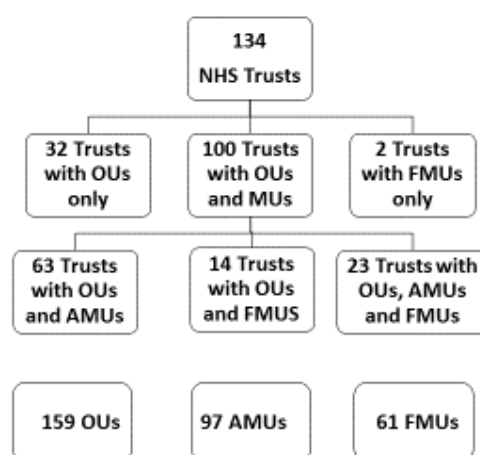 134
NHS Trusts
32 Trusts
with OUs
only
100 Trusts
with OUs
and MUs
2 Trusts
with FMUs
only
63 Trusts
with OUs
and AMUs
14 Trusts
with OUs
and FMUS
23 Trusts with
OUs, AMUs
and FMUs
159 OUs
97 AMUs
61 FMUs